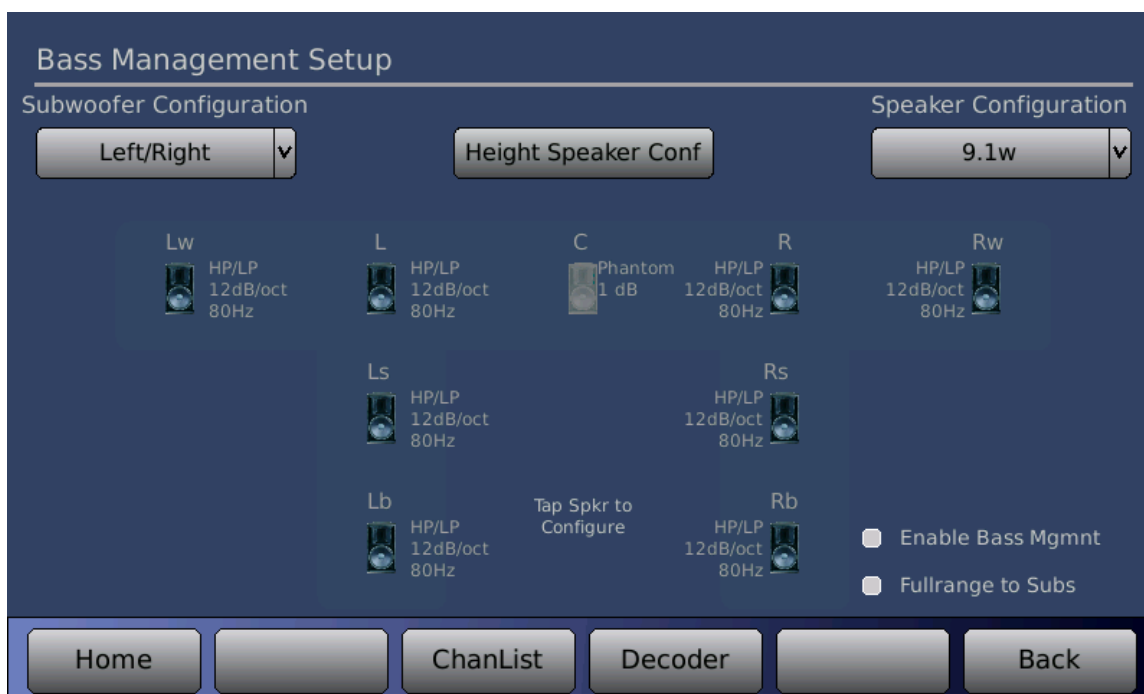 Bass Management Setup
Subwoofer Configuration
Speaker Configuration
Left/Right
Height Speaker Conf
9.1w
Lw
HP/LP
12dB/oct
80Hz
L
HP/LP
12dB/oct
80Hz
C
Phantom
1 dB
R
HP/LP
12dB/oct
80Hz
Rw
HP/LP
12dB/oct
80Hz
Ls
HP/LP
12dB/oct
80Hz
Rs
HP/LP
12dB/oct
80Hz
Lb
HP/LP
12dB/oct
80Hz
Tap Spkr to
Configure
Rb
HP/LP
12dB/oct
80Hz
Enable Bass Mgmnt
Fullrange to Subs
Home
ChanList
Decoder
Back